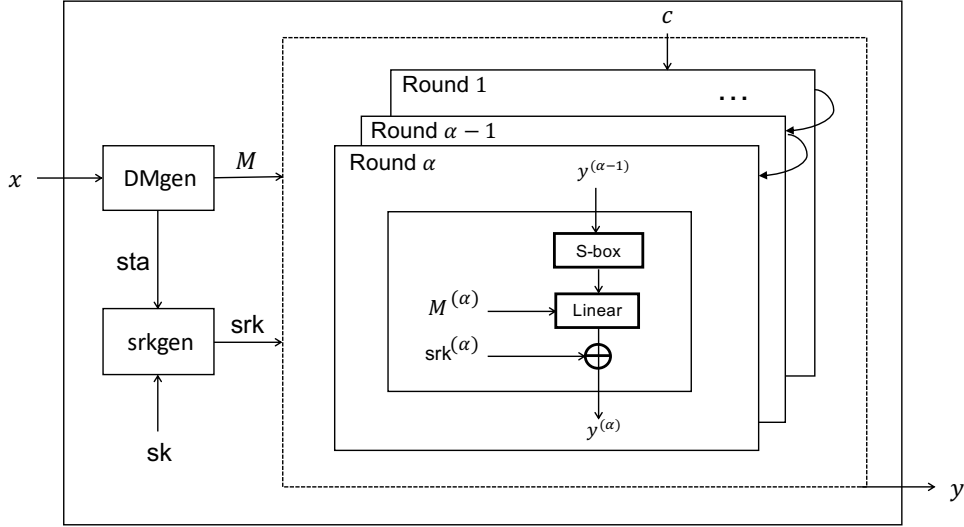 c
Round 1
...
Round α − 1
Round α
x
DMgen
M
y^(α−1)
S-box
sta
M^(α)
Linear
srkgen
srk
srk^(α)
sk
y^(α)
y